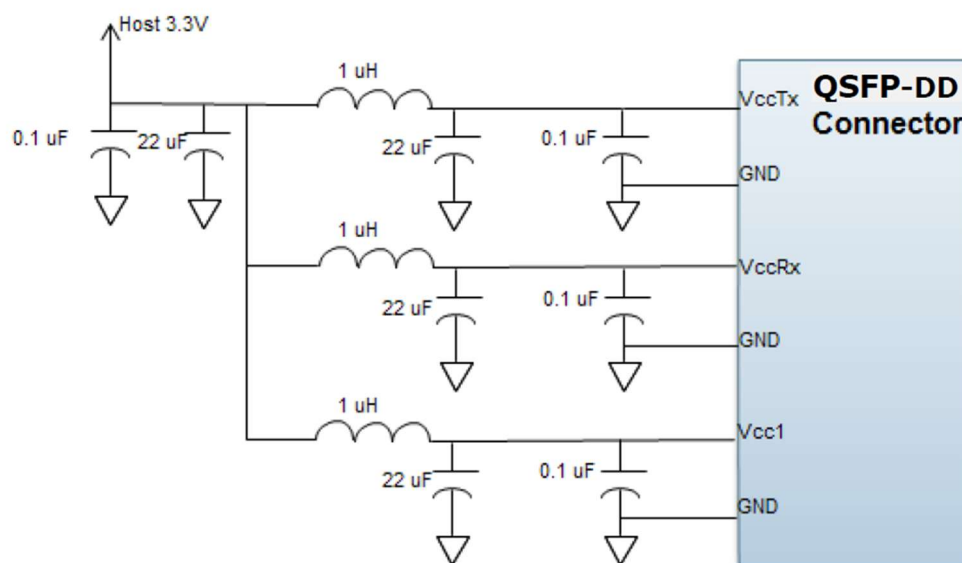 Host 3.3V
1 uH
0.1 uF
22 uF
22 uF
0.1 uF
VccTx
QSFP-DD
Connector
GND
1 uH
22 uF
0.1 uF
VccRx
GND
1 uH
22 uF
0.1 uF
Vcc1
GND